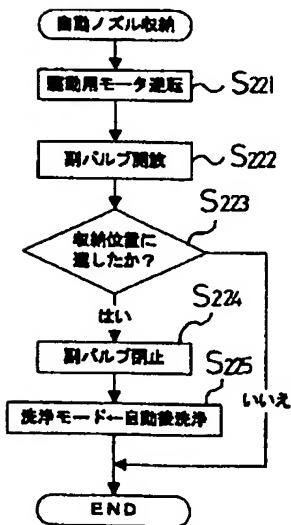 自動ノズル収納
駆動用モータ逆転
S221
副バルブ開放
S222
S223
収納位置に
達したか?
はい
S224
副バルブ閉止
S225
いいえ
洗浄モード←自動後洗浄
END